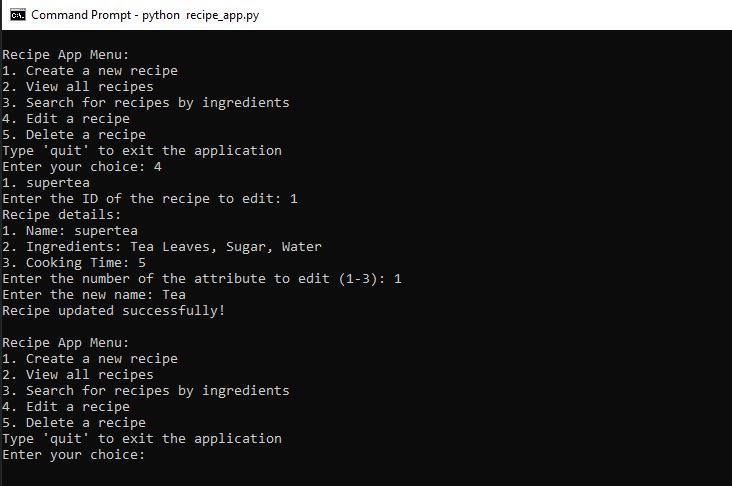 Command Prompt - python  recipe_app.py
Recipe App Menu:
1. Create a new recipe
2. View all recipes
3. Search for recipes by ingredients
4. Edit a recipe
5. Delete a recipe
Type 'quit' to exit the application
Enter your choice: 4
1. supertea
Enter the ID of the recipe to edit: 1
Recipe details:
1. Name: supertea
2. Ingredients: Tea Leaves, Sugar, Water
3. Cooking Time: 5
Enter the number of the attribute to edit (1-3): 1
Enter the new name: Tea
Recipe updated successfully!
Recipe App Menu:
1. Create a new recipe
2. View all recipes
3. Search for recipes by ingredients
4. Edit a recipe
5. Delete a recipe
Type 'quit' to exit the application
Enter your choice: